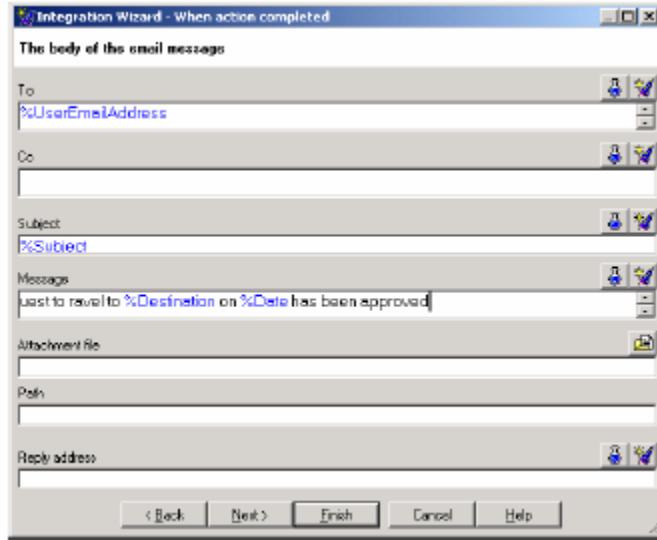 Integration Wizard - When action completed
The body of the email message
To
%UserEmailAddress
Cc
Subject
%Subject
Message
uest to ravel to %Destination on %Date has been approved
Attachment file
Path
Reply address
< Back Next > Finish Cancel Help